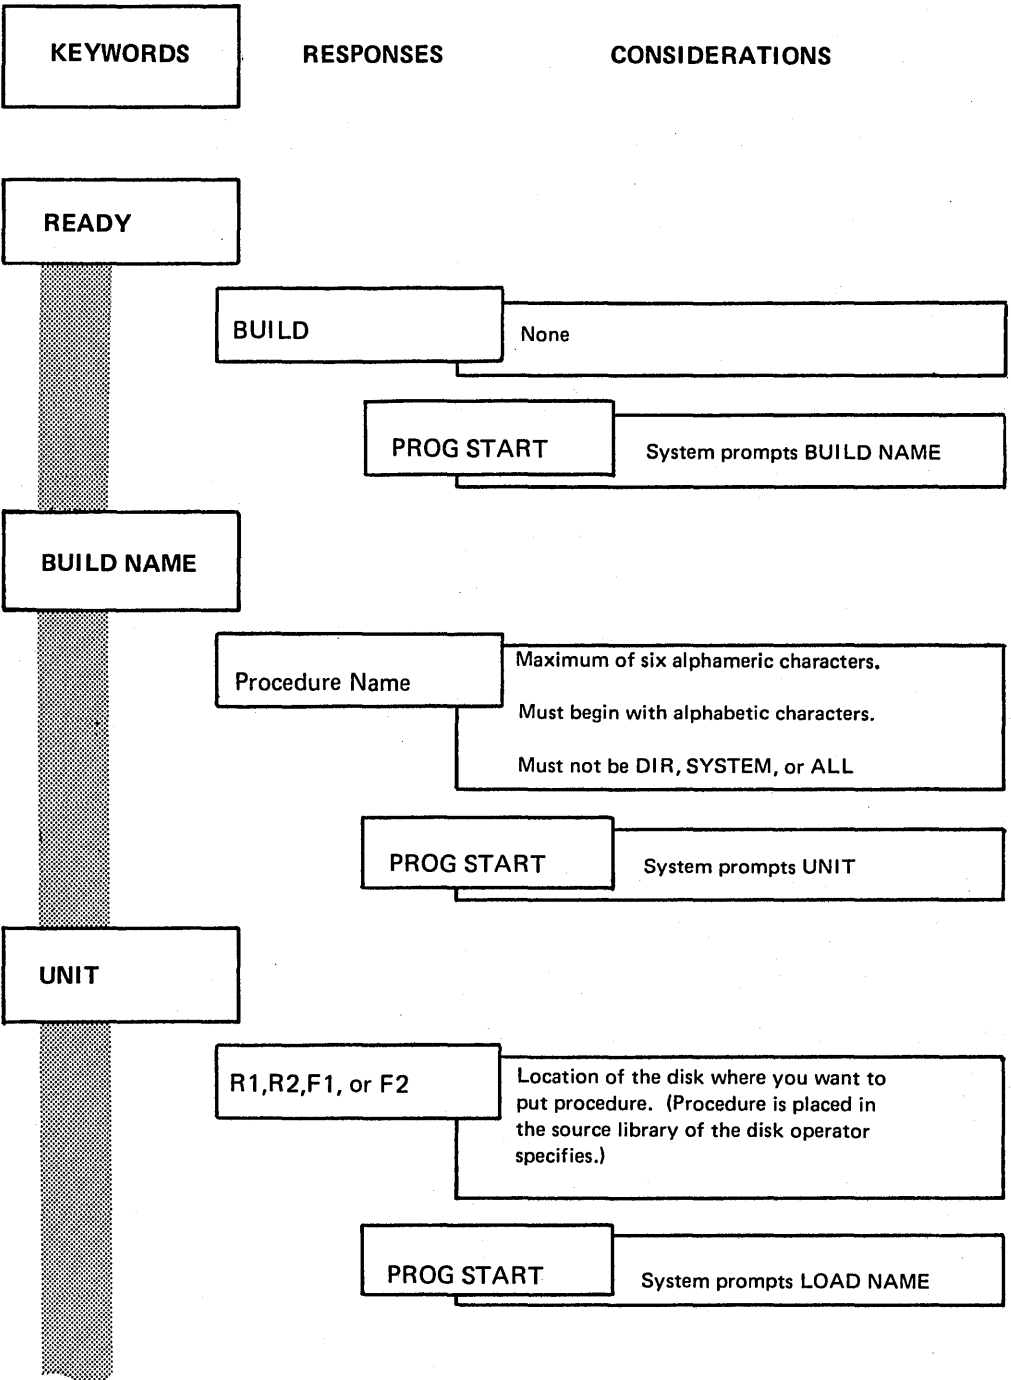 KEYWORDS RESPONSES CONSIDERATIONS
READY
BUILD None
PROG START System prompts BUILD NAME
BUILD NAME
Procedure Name
Maximum of six alphameric characters.
Must begin with alphabetic characters.
Must not be DIR, SYSTEM, or ALL
PROG START System prompts UNIT
UNIT
R1,R2,F1, or F2
Location of the disk where you want to
put procedure. (Procedure is placed in
the source library of the disk operator
specifies.)
PROG START System prompts LOAD NAME